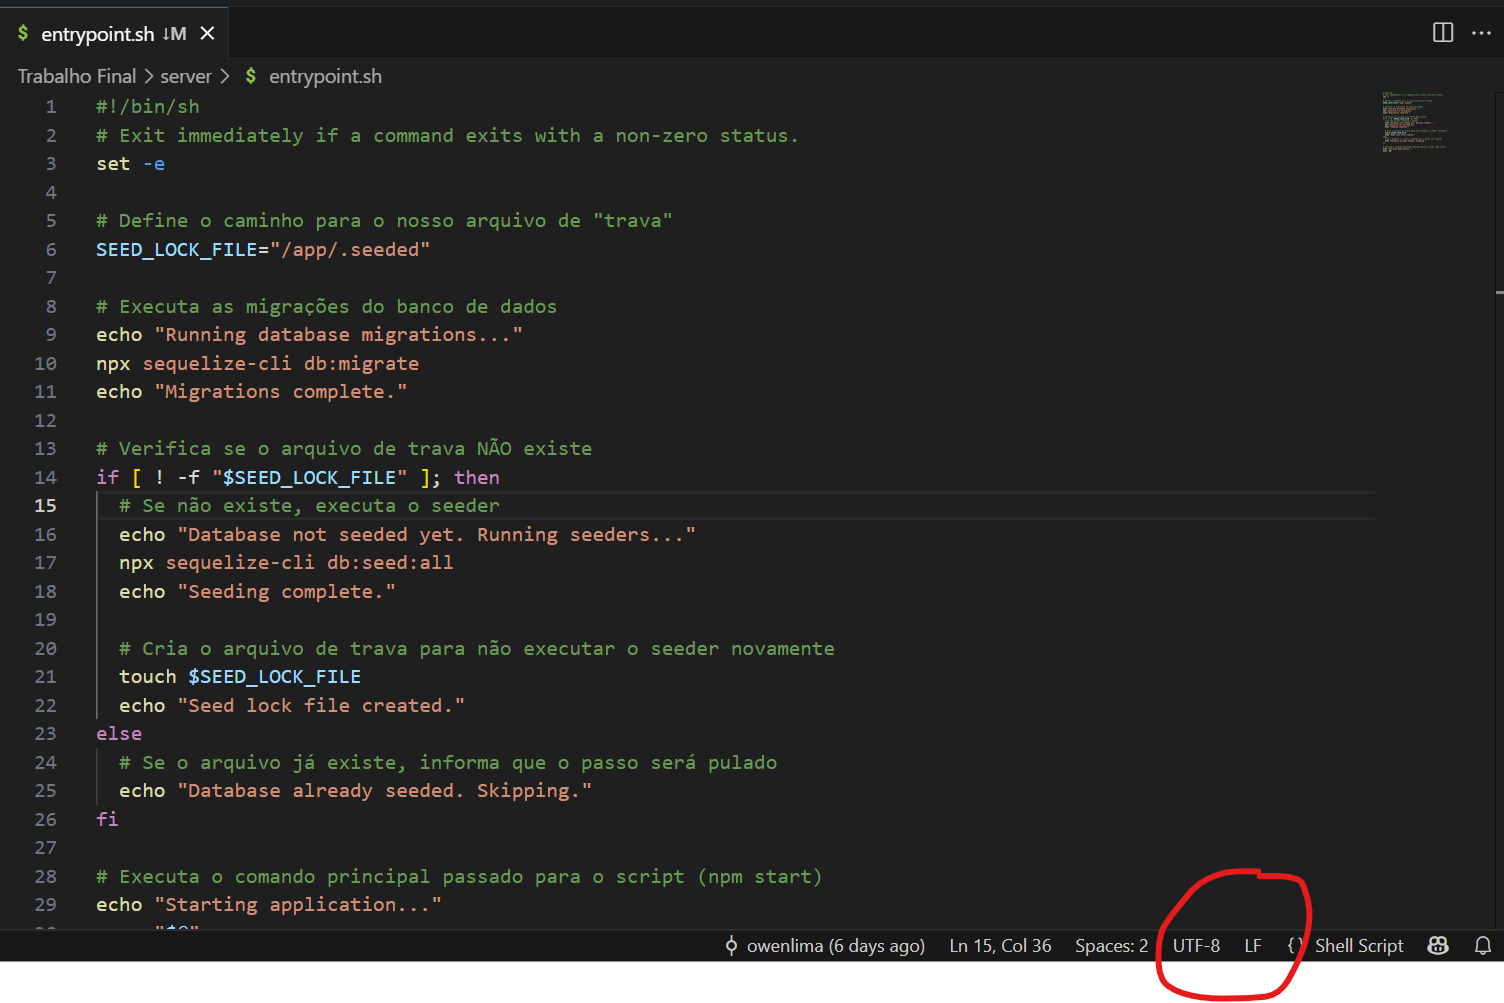 $ entrypoint.sh ↓M ×
Trabalho Final > server > $ entrypoint.sh
1 #!/bin/sh
2 # Exit immediately if a command exits with a non-zero status.
3 set -e
4
5 # Define o caminho para o nosso arquivo de "trava"
6 SEED_LOCK_FILE="/app/.seeded"
7
8 # Executa as migrações do banco de dados
9 echo "Running database migrations..."
10 npx sequelize-cli db:migrate
11 echo "Migrations complete."
12
13 # Verifica se o arquivo de trava NÃO existe
14 if [ ! -f "$SEED_LOCK_FILE" ]; then
15 # Se não existe, executa o seeder
16 echo "Database not seeded yet. Running seeders..."
17 npx sequelize-cli db:seed:all
18 echo "Seeding complete."
19
20 # Cria o arquivo de trava para não executar o seeder novamente
21 touch $SEED_LOCK_FILE
22 echo "Seed lock file created."
23 else
24 # Se o arquivo já existe, informa que o passo será pulado
25 echo "Database already seeded. Skipping."
26 fi
27
28 # Executa o comando principal passado para o script (npm start)
29 echo "Starting application..."
owenlima (6 days ago) Ln 15, Col 36 Spaces: 2 UTF-8 LF {} Shell Script